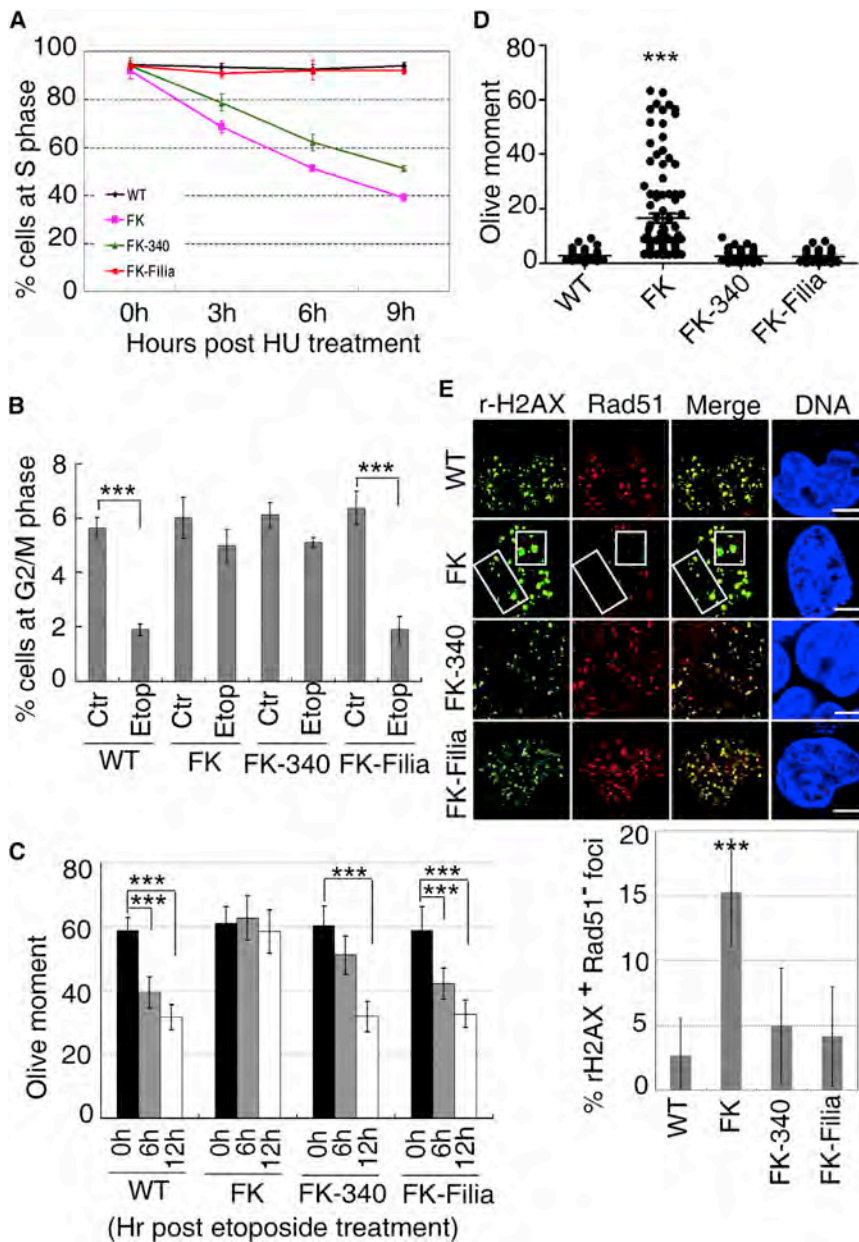 A
% cells at S phase
100
80
60
40
20
0
WT
FK
FK-340
FK-Filia
0h 3h 6h 9h
Hours post HU treatment
B
% cells at G2/M phase
8
6
4
2
0
*** ***
Ctr Etop Ctr Etop Ctr Etop Ctr Etop
WT FK FK-340 FK-Filia
C
Olive moment
80
60
40
20
0
*** *** ***
*** ***
0h 6h 12h 0h 6h 12h 0h 6h 12h 0h 6h 12h
WT FK FK-340 FK-Filia
(Hr post etoposide treatment)
D
Olive moment
80
60
40
20
0
***
WT FK FK-340 FK-Filia
E
r-H2AX Rad51 Merge DNA
WT
FK
FK-340
FK-Filia
% rH2AX + Rad51 - foci
20
15
10
5
0
***
WT FK FK-340 FK-Filia